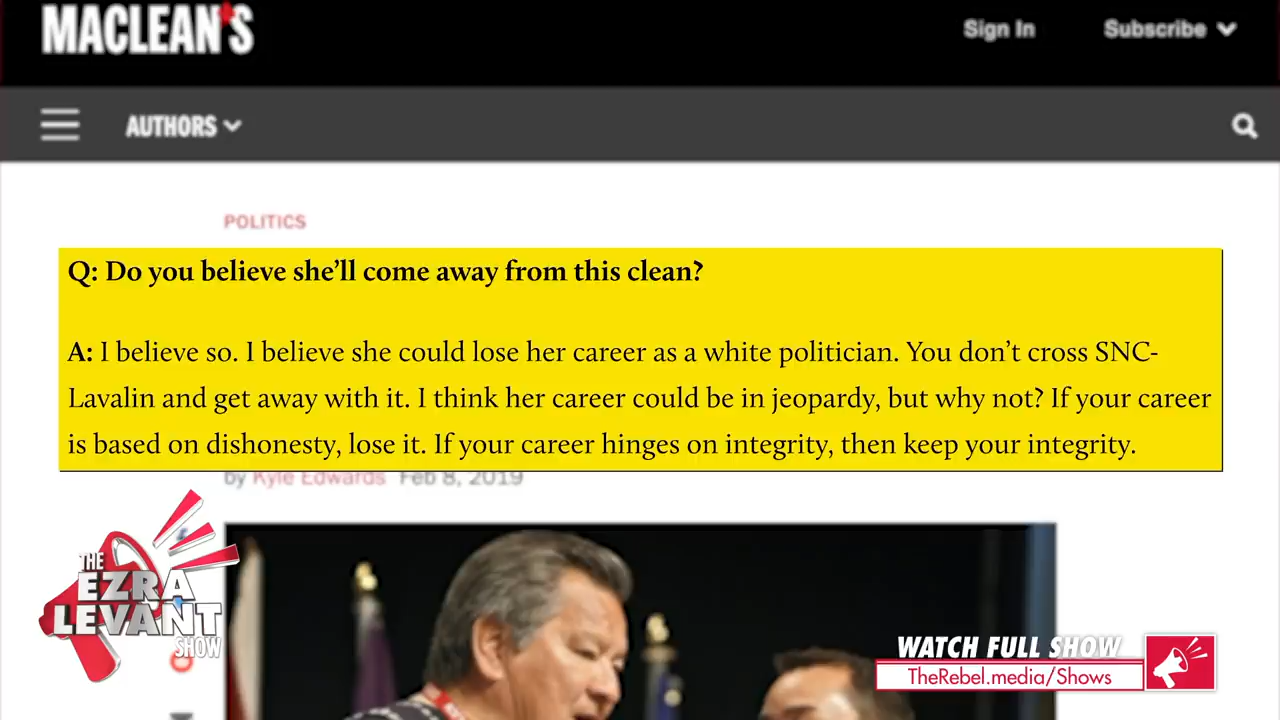 MACLEAN'S
Sign In
Subscribe
AUTHORS
POLITICS
Q: Do you believe she'll come away from this clean?
A: I believe so. I believe she could lose her career as a white politician. You don't cross SNC-
Lavalin and get away with it. I think her career could be in jeopardy, but why not? If your career
is based on dishonesty, lose it. If your career hinges on integrity, then keep your integrity.
by Kyle Edwards Feb 8, 2019
THE
EZRA
LEVANT
SHOW
WATCH FULL SHOW
TheRebel.media/Shows